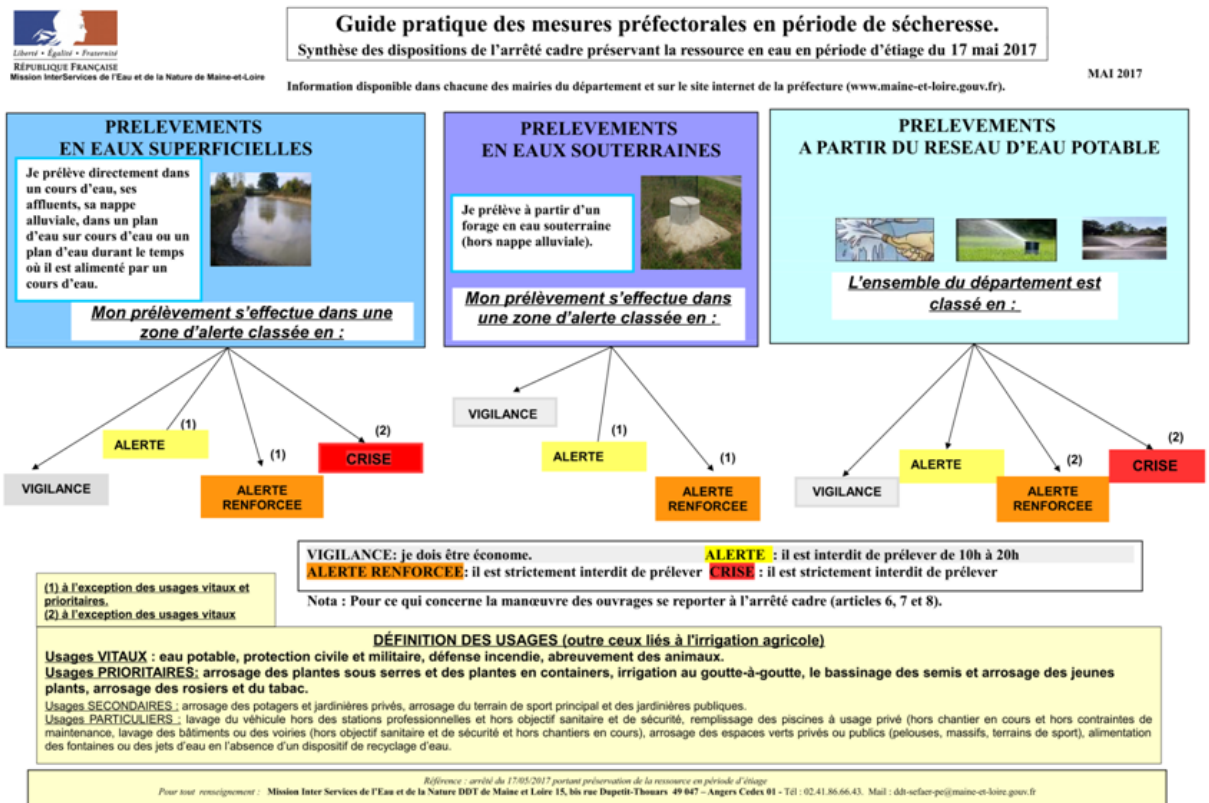 Guide pratique des mesures préfectorales en période de sécheresse.
Synthèse des dispositions de l'arrêté cadre préservant la ressource en eau en période d'étiage du 17 mai 2017
Liberté • Égalité • Fraternité
RÉPUBLIQUE FRANÇAISE
Mission InterServices de l'Eau et de la Nature de Maine-et-Loire
MAI 2017
Information disponible dans chacune des mairies du département et sur le site internet de la préfecture (www.maine-et-loire.gouv.fr).
PRELEVEMENTS
EN EAUX SUPERFICIELLES
Je prélève directement dans
un cours d'eau, ses
affluents, sa nappe
alluviale, dans un plan
d'eau sur cours d'eau ou un
plan d'eau durant le temps
où il est alimenté par un
cours d'eau.
Mon prélèvement s'effectue dans une
zone d'alerte classée en :
PRELEVEMENTS
EN EAUX SOUTERRAINES
Je prélève à partir d'un
forage en eau souterraine
(hors nappe alluviale).
Mon prélèvement s'effectue dans
une zone d'alerte classée en :
PRELEVEMENTS
A PARTIR DU RESEAU D'EAU POTABLE
L'ensemble du département est
classé en :
VIGILANCE
(1)
ALERTE
(1)
ALERTE
RENFORCEE
(2)
CRISE
VIGILANCE
(1)
ALERTE
(1)
ALERTE
RENFORCEE
VIGILANCE
ALERTE
(2)
ALERTE
RENFORCEE
(2)
CRISE
VIGILANCE: je dois être économe. ALERTE : il est interdit de prélever de 10h à 20h
ALERTE RENFORCEE: il est strictement interdit de prélever CRISE : il est strictement interdit de prélever
Nota : Pour ce qui concerne la manœuvre des ouvrages se reporter à l'arrêté cadre (articles 6, 7 et 8).
(1) à l'exception des usages vitaux et
prioritaires.
(2) à l'exception des usages vitaux
DÉFINITION DES USAGES (outre ceux liés à l'irrigation agricole)
Usages VITAUX : eau potable, protection civile et militaire, défense incendie, abreuvement des animaux.
Usages PRIORITAIRES: arrosage des plantes sous serres et des plantes en containers, irrigation au goutte-à-goutte, le bassinage des semis et arrosage des jeunes
plants, arrosage des rosiers et du tabac.
Usages SECONDAIRES : arrosage des potagers et jardinières privés, arrosage du terrain de sport principal et des jardinières publiques.
Usages PARTICULIERS : lavage du véhicule hors des stations professionnelles et hors objectif sanitaire et de sécurité, remplissage des piscines à usage privé (hors chantier en cours et hors contraintes de
maintenance, lavage des bâtiments ou des voiries (hors objectif sanitaire et de sécurité et hors chantiers en cours), arrosage des espaces verts privés ou publics (pelouses, massifs, terrains de sport), alimentation
des fontaines ou des jets d'eau en l'absence d'un dispositif de recyclage d'eau.
Référence : arrêté du 17/05/2017 portant préservation de la ressource en période d'étiage
Pour tout renseignement : Mission Inter Services de l'Eau et de la Nature DDT de Maine et Loire 15, bis rue Dupetit-Thouars 49 047 – Angers Cedex 01 - Tél : 02.41.86.66.43. Mail : ddt-sefaer-pe@maine-et-loire.gouv.fr